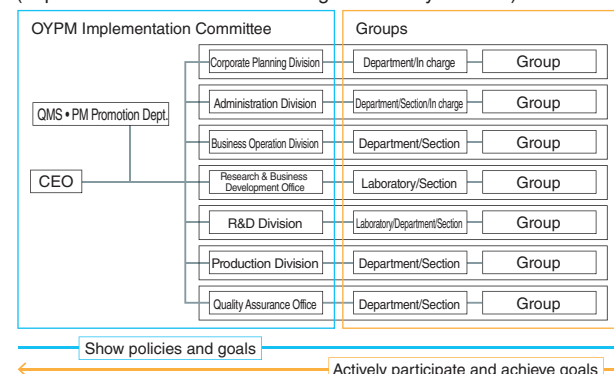 OYPM Implementation Committee
Groups
Corporate Planning Division
Department/In charge
Group
QMS • PM Promotion Dept.
Administration Division
Department/Section/In charge
Group
Business Operation Division
Department/Section
Group
CEO
Research & Business
Development Office
Laboratory/Section
Group
R&D Division
Laboratory/Department/Section
Group
Production Division
Department/Section
Group
Quality Assurance Office
Department/Section
Group
Show policies and goals
Actively participate and achieve goals